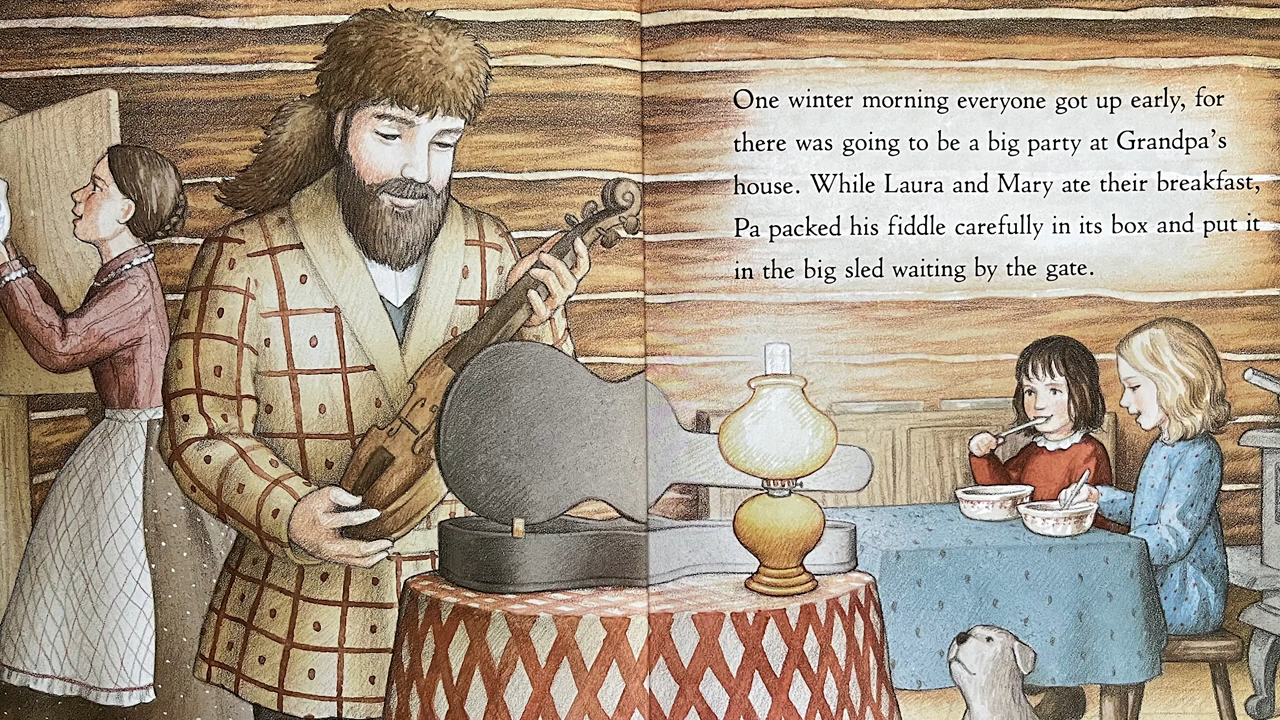 One winter morning everyone got up early, for
there was going to be a big party at Grandpa's
house. While Laura and Mary ate their breakfast,
Pa packed his fiddle carefully in its box and put it
in the big sled waiting by the gate.